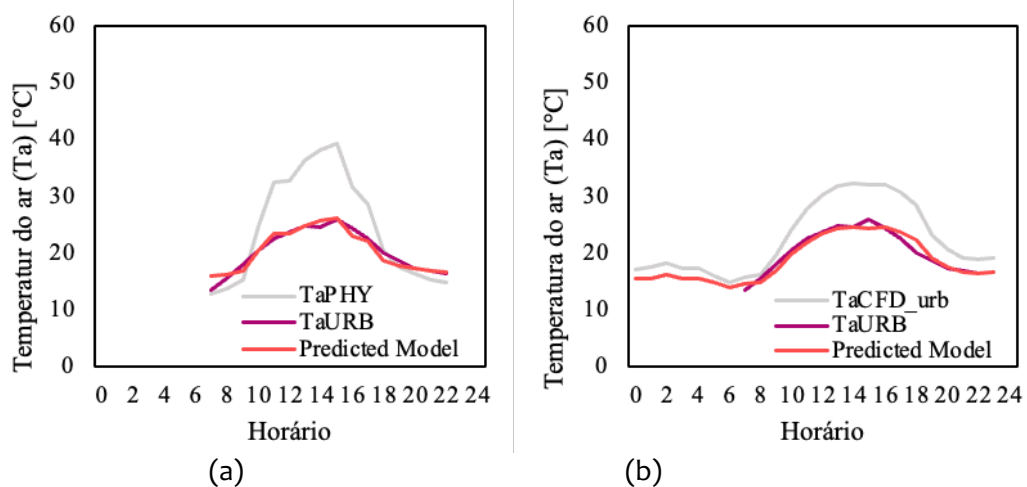 Temperatur do ar (Ta) [°C]
60
50
40
30
20
10
0
TaPHY
TaURB
Predicted Model
0 2 4 6 8 10 12 14 16 18 20 22 24
Horário
(a)
Temperatura do ar (Ta) [°C]
60
50
40
30
20
10
0
TaCFD_urb
TaURB
Predicted Model
0 2 4 6 8 10 12 14 16 18 20 22 24
Horário
(b)